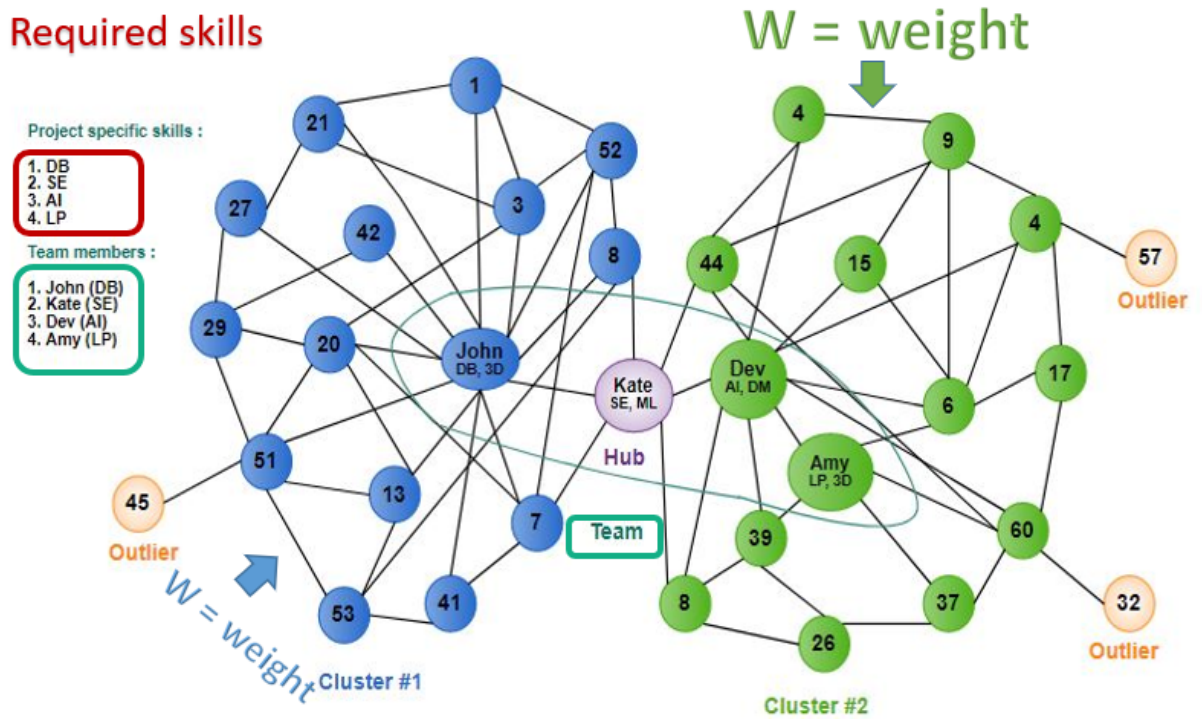 Required skills
W = weight
Project specific skills :
1. DB
2. SE
3. AI
4. LP
Team members :
1. John (DB)
2. Kate (SE)
3. Dev (AI)
4. Amy (LP)
1
21
52
3
27
42
8
29
20
John
DB, 3D
51
13
7
45
Outlier
53
41
W = weight
Cluster #1
Kate
SE, ML
Hub
Team
4
9
4
44
15
57
Outlier
Dev
AI, DM
17
6
Amy
LP, 3D
39
60
8
37
26
32
Outlier
Cluster #2